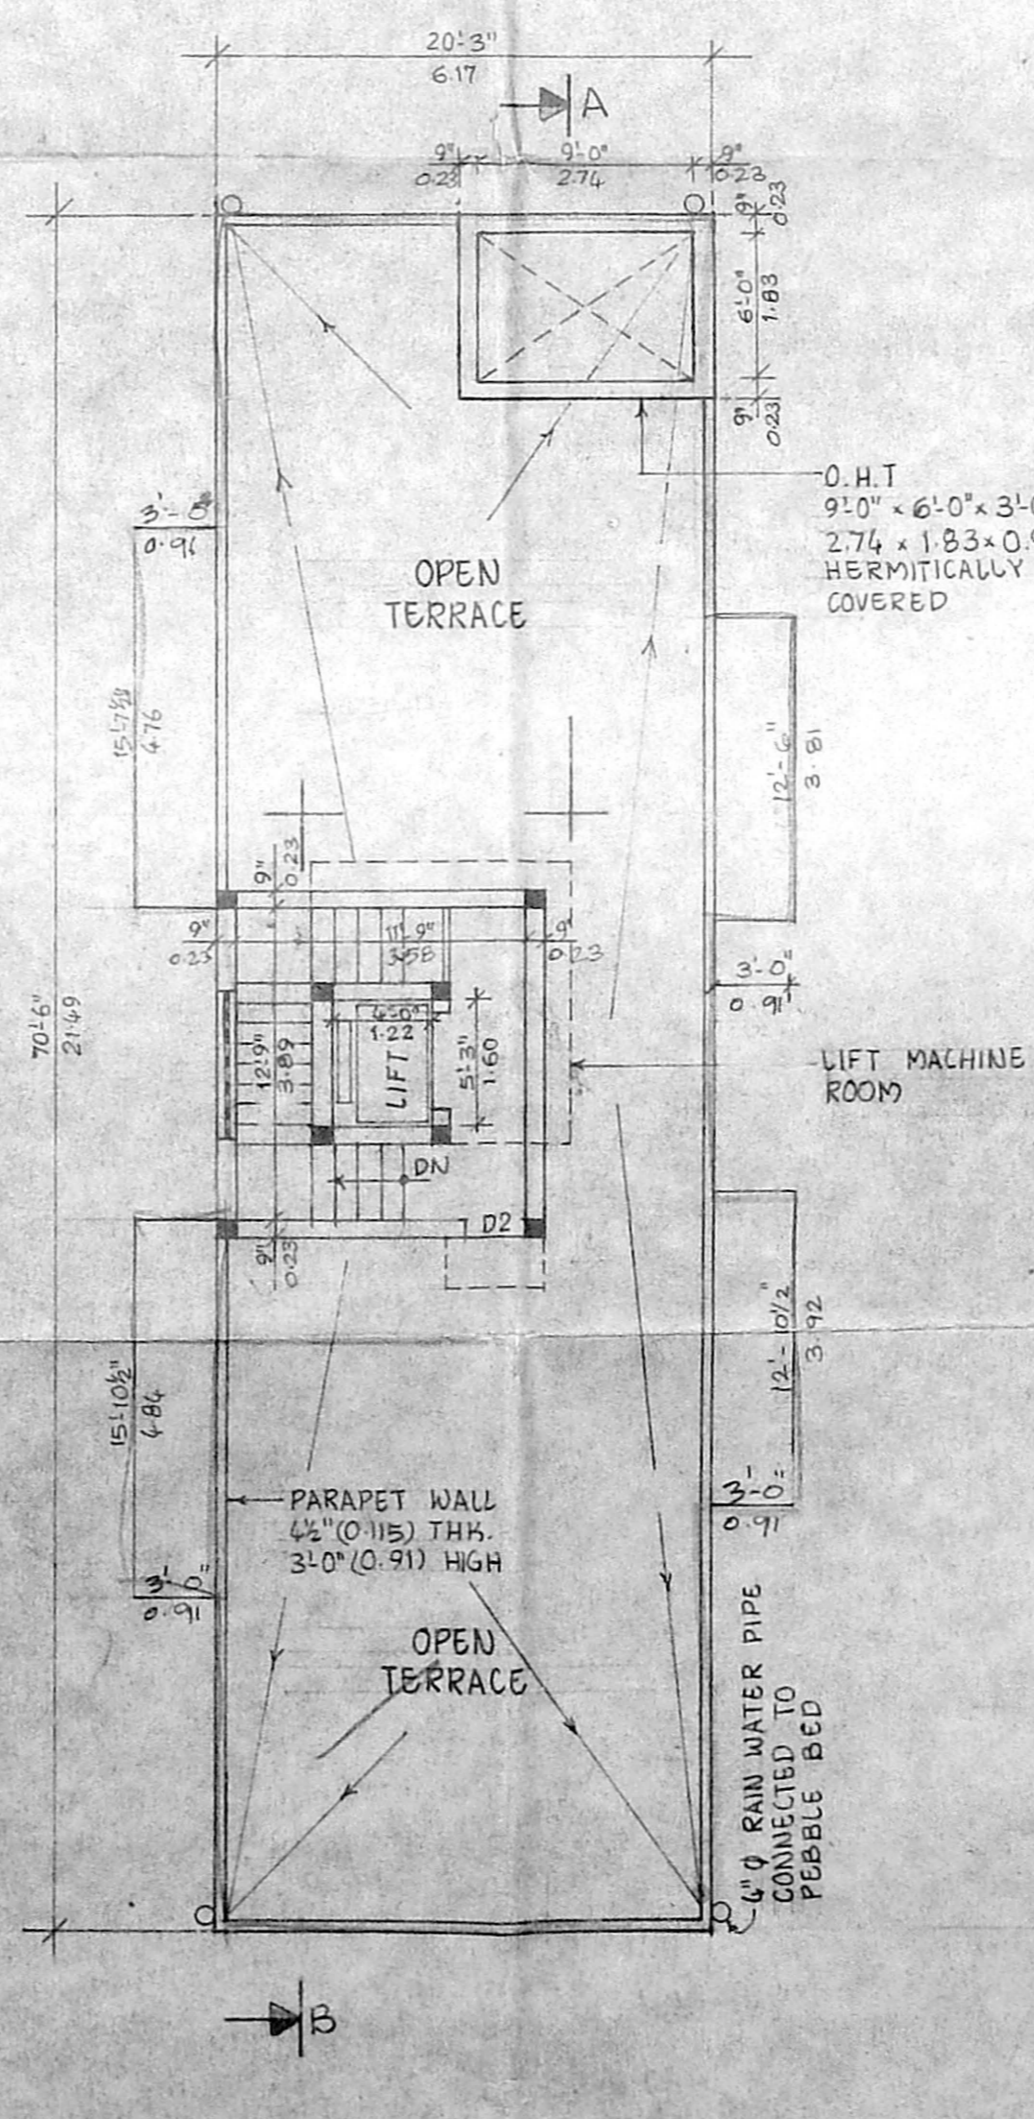 20'-3"
6.17
A
9"
0.23
9'-0"
2.74
9"
0.23
9"
0.23
6'-0"
1.83
9"
0.23
O.H.T
9'-0" × 6'-0" × 3'-
2.74 × 1.83 × 0.
HERMITICALLY
COVERED
0.91
OPEN
TERRACE
15'-7½"
4.76
12'-6"
3.81
9"
0.23
9"
0.23
11'-9"
3.58
9"
0.23
3'-0"
0.91
70'-6"
21.49
12'-9"
3.89
4'-0"
1.22
LIFT
5'-3"
1.60
LIFT MACHINE
ROOM
DN
D2
9"
0.23
15'-10½"
4.84
12'-10½"
3.92
PARAPET WALL
4½"(0.115) THK.
3'-0"(0.91) HIGH
3'-0"
0.91
3'-0"
0.91
OPEN
TERRACE
4"φ RAIN WATER PIPE
CONNECTED TO
PEBBLE BED
B